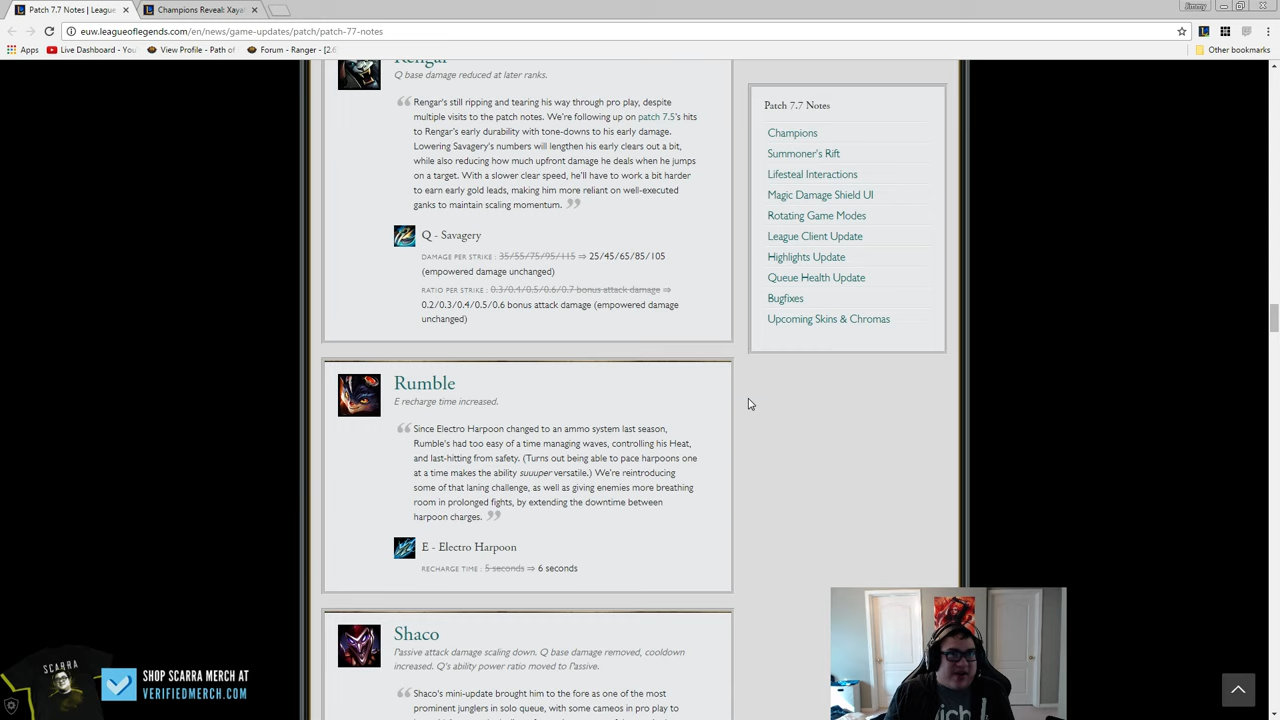 Patch 7.7 Notes | Leagu
Champions Reveal: Xaya
Jimmy
euw.leagueoflegends.com/en/news/game-updates/patch/patch-77-notes
Apps
Live Dashboard - You
View Profile - Path of
Forum - Ranger - [2.6
Other bookmarks
Rengar
Q base damage reduced at later ranks.
Rengar's still ripping and tearing his way through pro play, despite
multiple visits to the patch notes. We're following up on patch 7.5's hits
to Rengar's early durability with tone-downs to his early damage.
Lowering Savagery's numbers will lengthen his early clears out a bit,
while also reducing how much upfront damage he deals when he jumps
on a target. With a slower clear speed, he'll have to work a bit harder
to earn early gold leads, making him more reliant on well-executed
ganks to maintain scaling momentum.
Q - Savagery
DAMAGE PER STRIKE : 35/55/75/95/115 ⇒ 25/45/65/85/105
(empowered damage unchanged)
RATIO PER STRIKE : 0.3/0.4/0.5/0.6/0.7 bonus attack damage ⇒
0.2/0.3/0.4/0.5/0.6 bonus attack damage (empowered damage
unchanged)
Rumble
E recharge time increased.
Since Electro Harpoon changed to an ammo system last season,
Rumble's had too easy of a time managing waves, controlling his Heat,
and last-hitting from safety. (Turns out being able to pace harpoons one
at a time makes the ability suuuper versatile.) We're reintroducing
some of that laning challenge, as well as giving enemies more breathing
room in prolonged fights, by extending the downtime between
harpoon charges.
E - Electro Harpoon
RECHARGE TIME : 5 seconds ⇒ 6 seconds
Shaco
Passive attack damage scaling down. Q base damage removed, cooldown
increased. Q's ability power ratio moved to Passive.
Shaco's mini-update brought him to the fore as one of the most
prominent junglers in solo queue, with some cameos in pro play to
Patch 7.7 Notes
Champions
Summoner's Rift
Lifesteal Interactions
Magic Damage Shield UI
Rotating Game Modes
League Client Update
Highlights Update
Queue Health Update
Bugfixes
Upcoming Skins & Chromas
SCARRA
SHOP SCARRA MERCH AT
VERIFIEDMERCH.COM